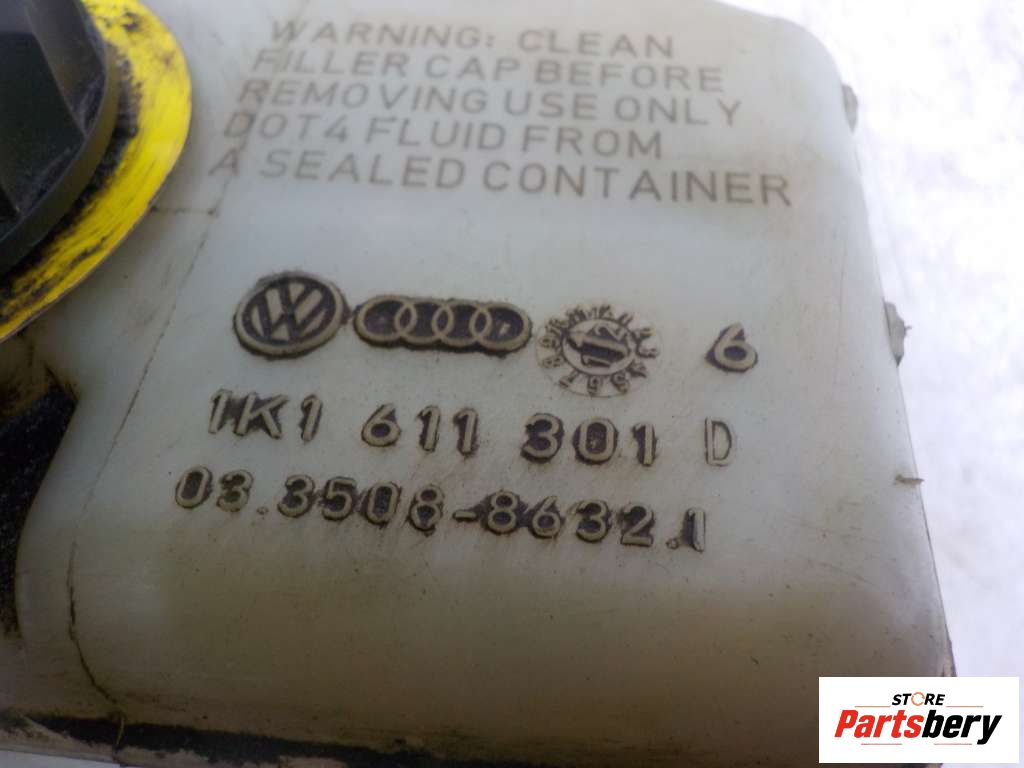 WARNING: CLEAN
FILLER CAP BEFORE
REMOVING USE ONLY
DOT4 FLUID FROM
A SEALED CONTAINER
6
1K1 611 301 D
03.3508-8632.1
STORE
Partsbery